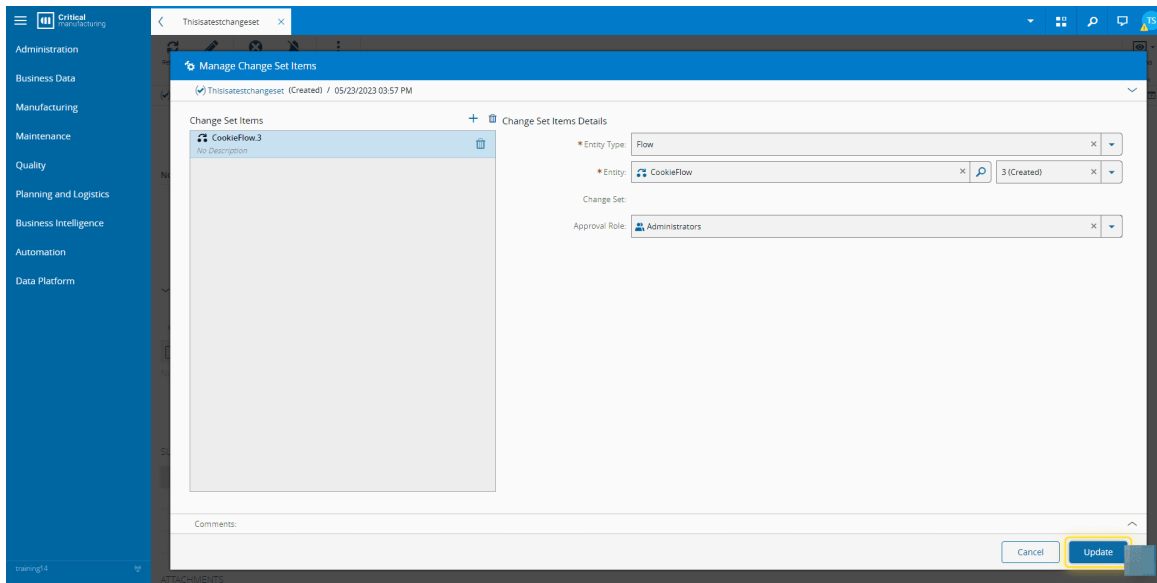 Critical
manufacturing
Thisisatestchangeset
TS
Administration
Business Data
Manufacturing
Maintenance
Quality
Planning and Logistics
Business Intelligence
Automation
Data Platform
training14
Manage Change Set Items
Thisisatestchangeset (Created) / 05/23/2023 03:57 PM
Change Set Items
CookieFlow.3
No Description
Change Set Items Details
* Entity Type: Flow
* Entity: CookieFlow 3 (Created)
Change Set:
Approval Role: Administrators
Comments:
Cancel Update
ATTACHMENTS